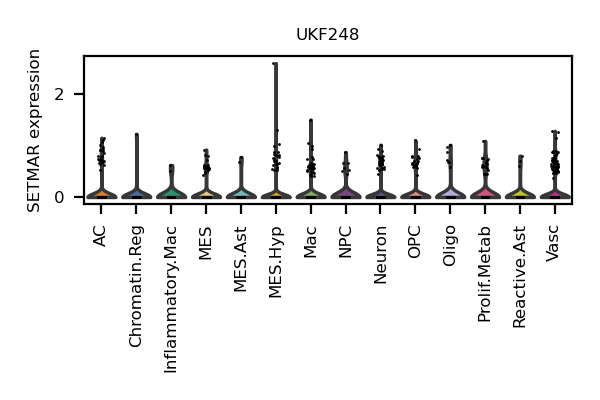 UKF248
SETMAR expression
2
0
AC
Chromatin.Reg
Inflammatory.Mac
MES
MES.Ast
MES.Hyp
Mac
NPC
Neuron
OPC
Oligo
Prolif.Metab
Reactive.Ast
Vasc